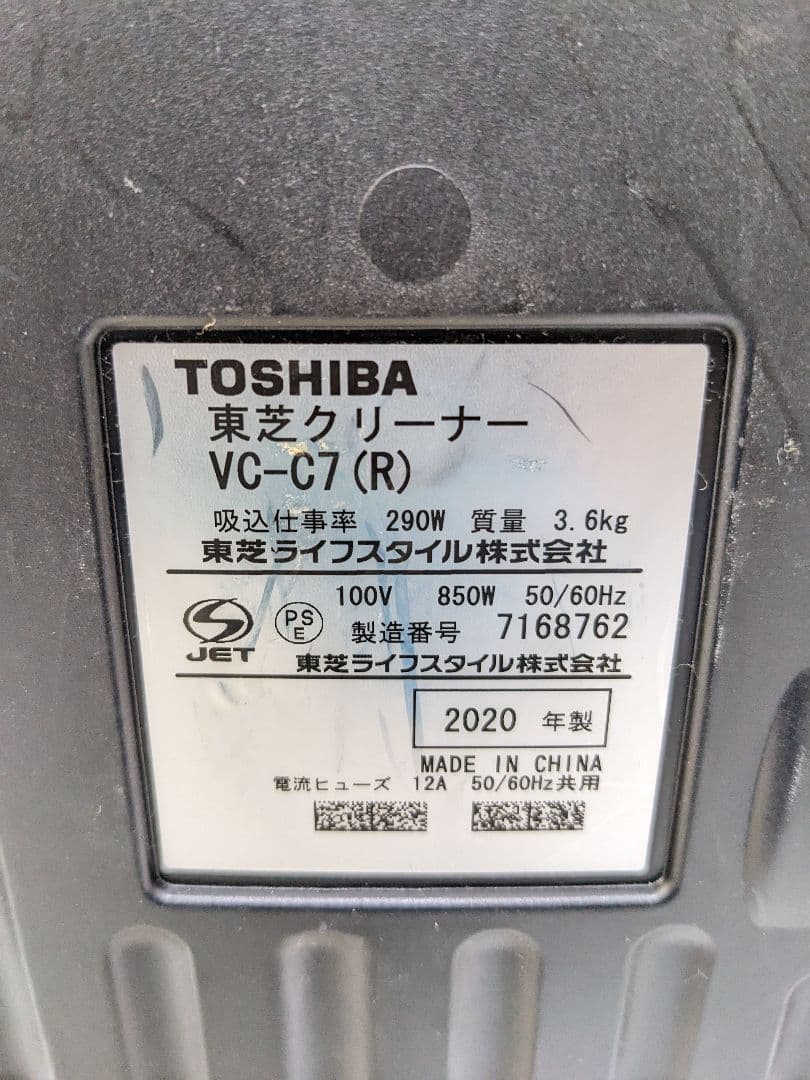 TOSHIBA
東芝クリーナー
VC-C7(R)
吸込仕事率 290W 質量 3.6kg
東芝ライフスタイル株式会社
100V 850W 50/60Hz
JET PSE 製造番号 7168762
東芝ライフスタイル株式会社
2020 年製
MADE IN CHINA
電流ヒューズ 12A 50/60Hz共用